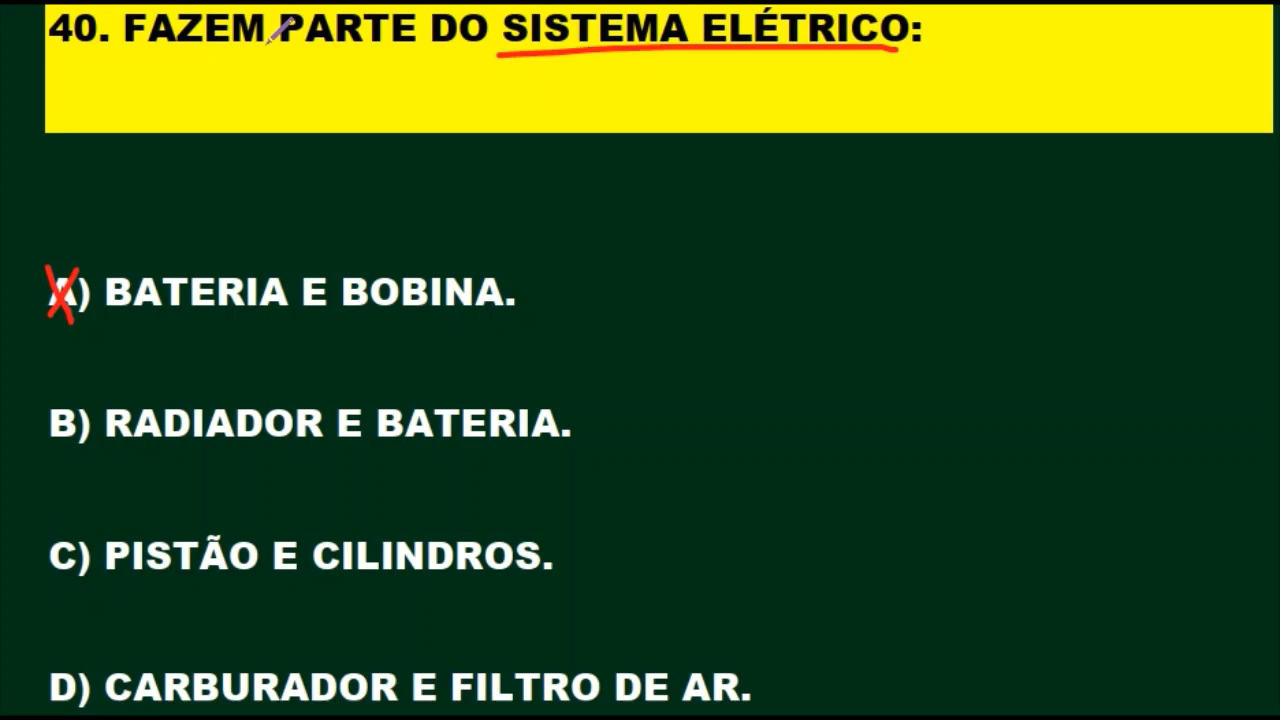 40. FAZEM PARTE DO SISTEMA ELÉTRICO:
A) BATERIA E BOBINA.
B) RADIADOR E BATERIA.
C) PISTÃO E CILINDROS.
D) CARBURADOR E FILTRO DE AR.